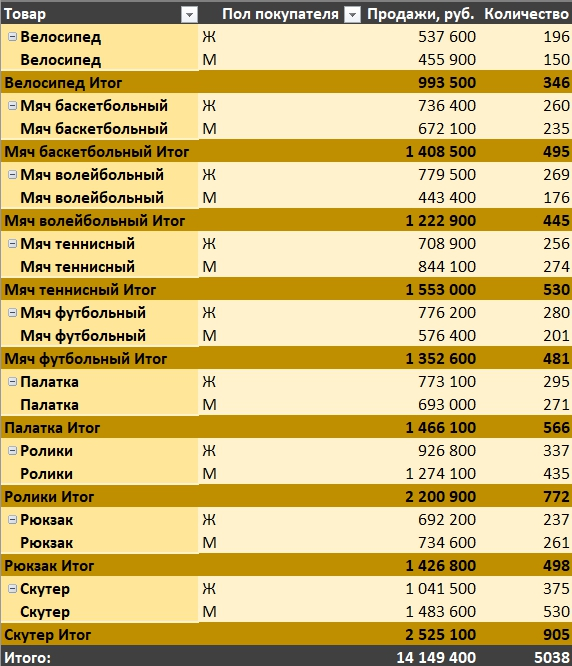 Товар Пол покупателя Продажи, руб. Количество
Велосипед Ж 537 600 196
Велосипед М 455 900 150
Велосипед Итог 993 500 346
Мяч баскетбольный Ж 736 400 260
Мяч баскетбольный М 672 100 235
Мяч баскетбольный Итог 1 408 500 495
Мяч волейбольный Ж 779 500 269
Мяч волейбольный М 443 400 176
Мяч волейбольный Итог 1 222 900 445
Мяч теннисный Ж 708 900 256
Мяч теннисный М 844 100 274
Мяч теннисный Итог 1 553 000 530
Мяч футбольный Ж 776 200 280
Мяч футбольный М 576 400 201
Мяч футбольный Итог 1 352 600 481
Палатка Ж 773 100 295
Палатка М 693 000 271
Палатка Итог 1 466 100 566
Ролики Ж 926 800 337
Ролики М 1 274 100 435
Ролики Итог 2 200 900 772
Рюкзак Ж 692 200 237
Рюкзак М 734 600 261
Рюкзак Итог 1 426 800 498
Скутер Ж 1 041 500 375
Скутер М 1 483 600 530
Скутер Итог 2 525 100 905
Итого: 14 149 400 5038